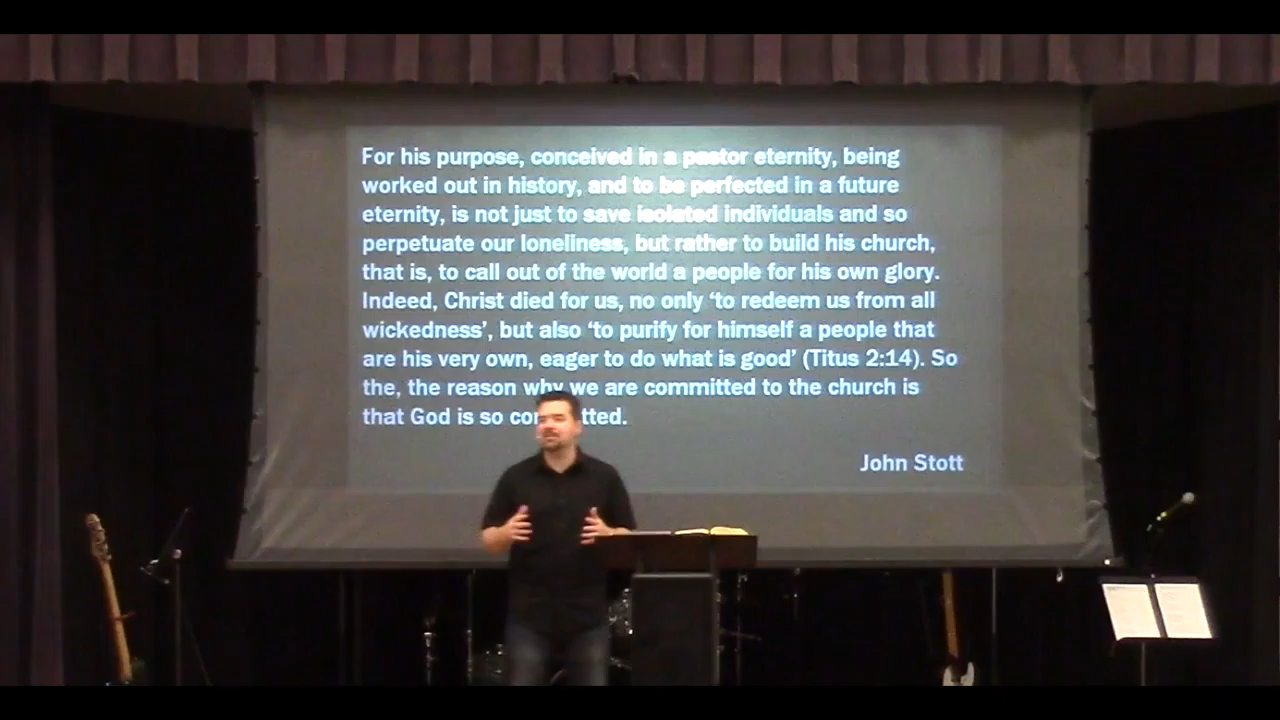 For his purpose, conceived in a pastor eternity, being
worked out in history, and to be perfected in a future
eternity, is not just to save isolated individuals and so
perpetuate our loneliness, but rather to build his church,
that is, to call out of the world a people for his own glory.
Indeed, Christ died for us, no only ‘to redeem us from all
wickedness’, but also ‘to purify for himself a people that
are his very own, eager to do what is good’ (Titus 2:14). So
the, the reason why we are committed to the church is
that God is so committed.
John Stott